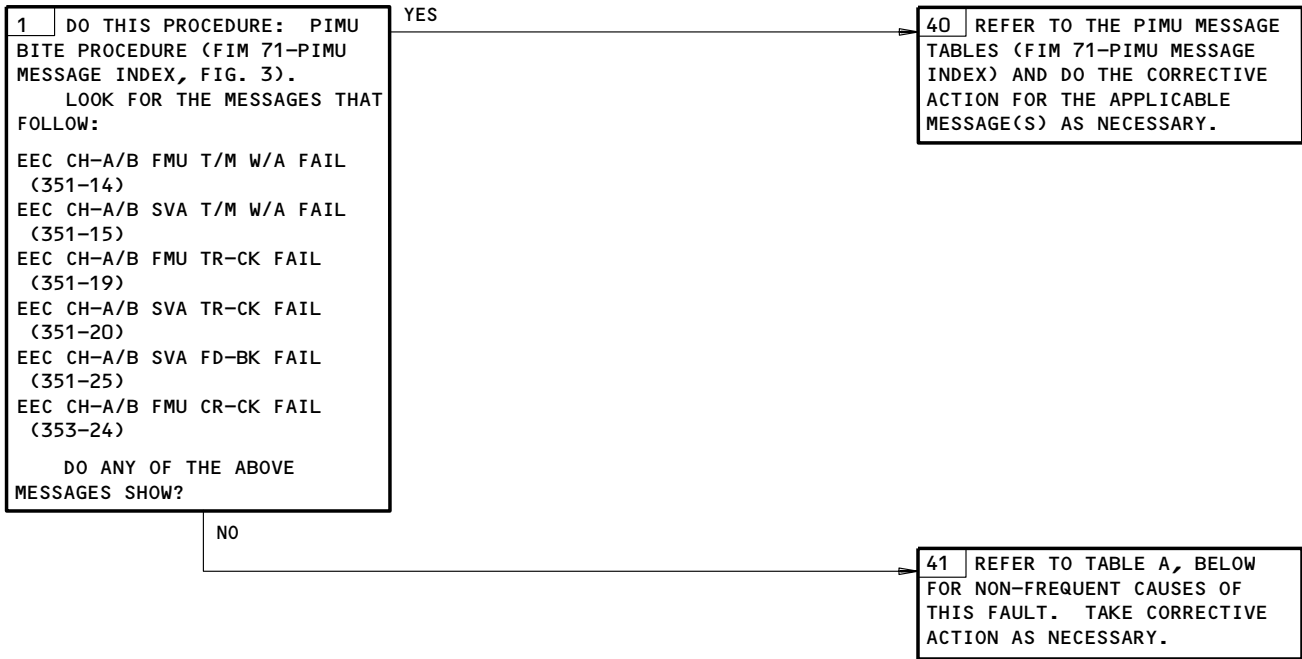 1 DO THIS PROCEDURE: PIMU
BITE PROCEDURE (FIM 71-PIMU
MESSAGE INDEX, FIG. 3).
LOOK FOR THE MESSAGES THAT
FOLLOW:
EEC CH-A/B FMU T/M W/A FAIL
(351-14)
EEC CH-A/B SVA T/M W/A FAIL
(351-15)
EEC CH-A/B FMU TR-CK FAIL
(351-19)
EEC CH-A/B SVA TR-CK FAIL
(351-20)
EEC CH-A/B SVA FD-BK FAIL
(351-25)
EEC CH-A/B FMU CR-CK FAIL
(353-24)
DO ANY OF THE ABOVE
MESSAGES SHOW?
YES
40 REFER TO THE PIMU MESSAGE
TABLES (FIM 71-PIMU MESSAGE
INDEX) AND DO THE CORRECTIVE
ACTION FOR THE APPLICABLE
MESSAGE(S) AS NECESSARY.
NO
41 REFER TO TABLE A, BELOW
FOR NON-FREQUENT CAUSES OF
THIS FAULT. TAKE CORRECTIVE
ACTION AS NECESSARY.